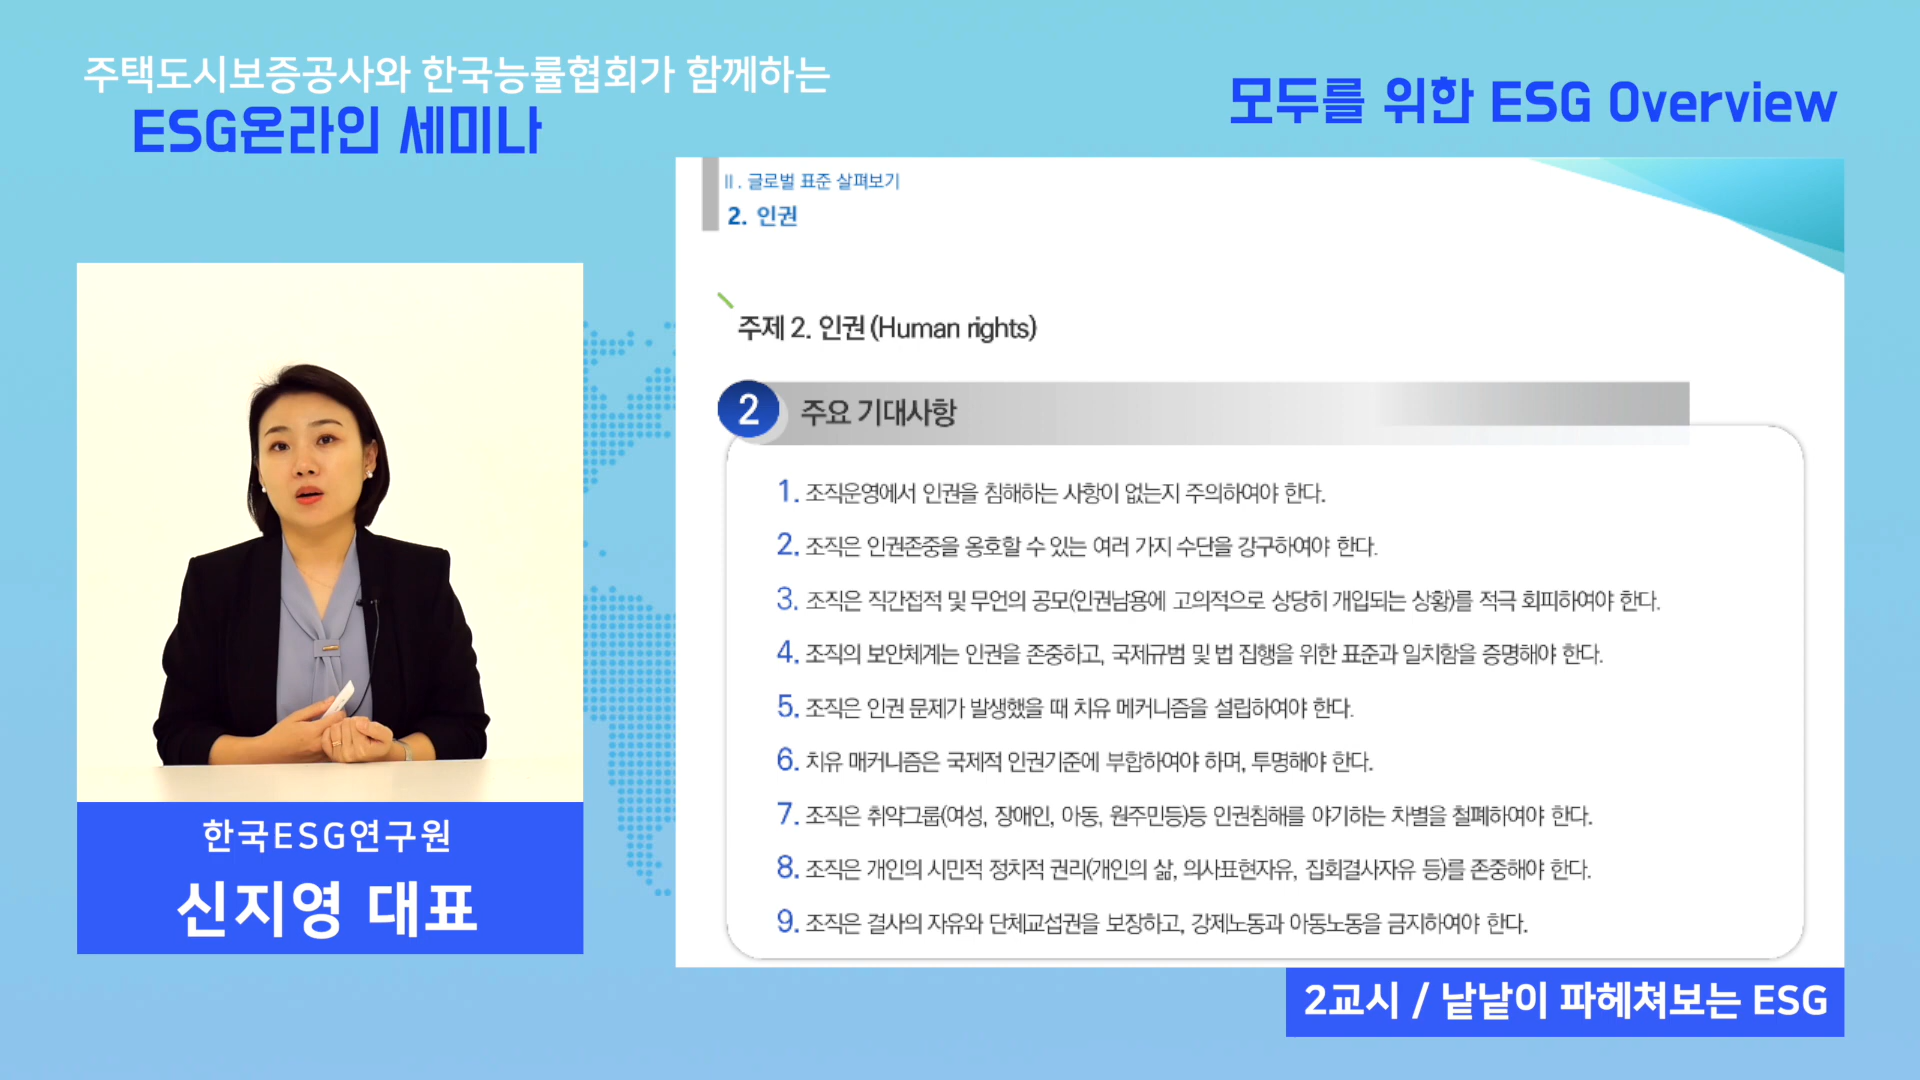 주택도시보증공사와 한국능률협회가 함께하는
ESG온라인 세미나
모두를 위한 ESG Overview
Ⅱ. 글로벌 표준 살펴보기
2. 인권
주제 2. 인권 (Human rights)
2 주요 기대사항
1. 조직운영에서 인권을 침해하는 사항이 없는지 주의하여야 한다.
2. 조직은 인권존중을 옹호할 수 있는 여러 가지 수단을 강구하여야 한다.
3. 조직은 직간접적 및 무언의 공모(인권남용에 고의적으로 상당히 개입되는 상황)를 적극 회피하여야 한다.
4. 조직의 보안체계는 인권을 존중하고, 국제규범 및 법 집행을 위한 표준과 일치함을 증명해야 한다.
5. 조직은 인권 문제가 발생했을 때 치유 메커니즘을 설립하여야 한다.
6. 치유 매커니즘은 국제적 인권기준에 부합하여야 하며, 투명해야 한다.
7. 조직은 취약그룹(여성, 장애인, 아동, 원주민등)등 인권침해를 야기하는 차별을 철폐하여야 한다.
8. 조직은 개인의 시민적 정치적 권리(개인의 삶, 의사표현자유, 집회결사자유 등)를 존중해야 한다.
9. 조직은 결사의 자유와 단체교섭권을 보장하고, 강제노동과 아동노동을 금지하여야 한다.
한국ESG연구원
신지영 대표
2교시 / 낱낱이 파헤쳐보는 ESG